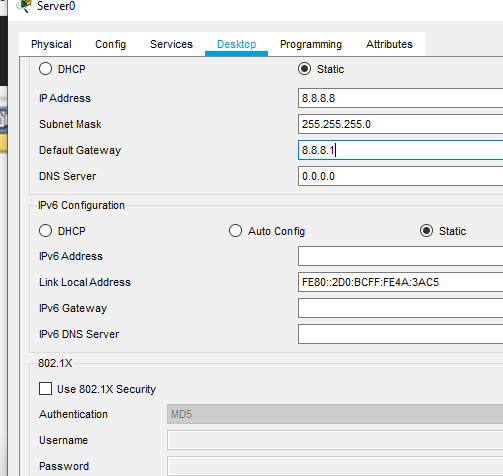 Server0
Physical Config Services Desktop Programming Attributes
DHCP Static
IP Address 8.8.8.8
Subnet Mask 255.255.255.0
Default Gateway 8.8.8.1
DNS Server 0.0.0.0
IPv6 Configuration
DHCP Auto Config Static
IPv6 Address
Link Local Address FE80::2D0:BCFF:FE4A:3AC5
IPv6 Gateway
IPv6 DNS Server
802.1X
Use 802.1X Security
Authentication MD5
Username
Password